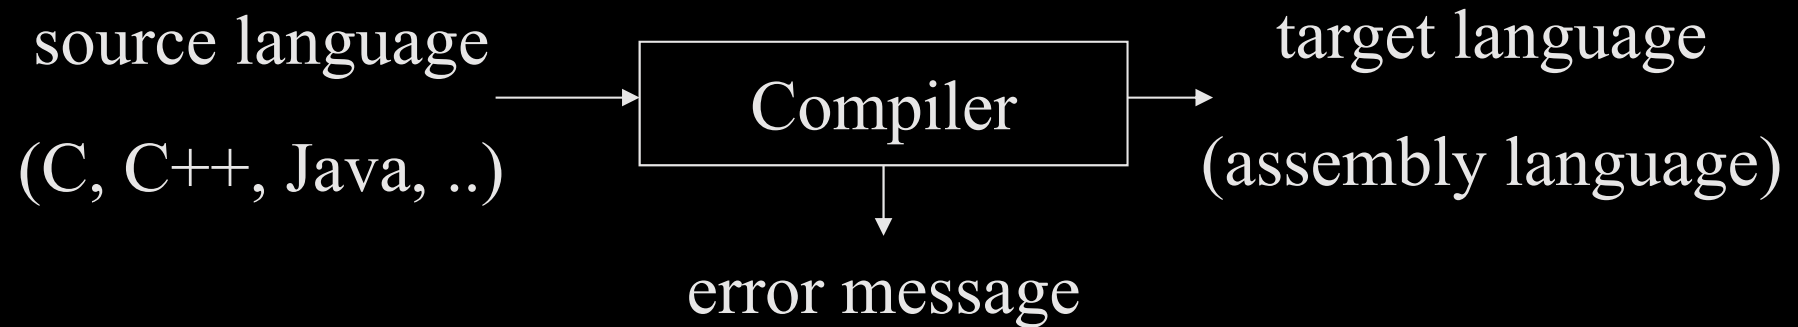 source language
(C, C++, Java, ..)
Compiler
target language
(assembly language)
error message